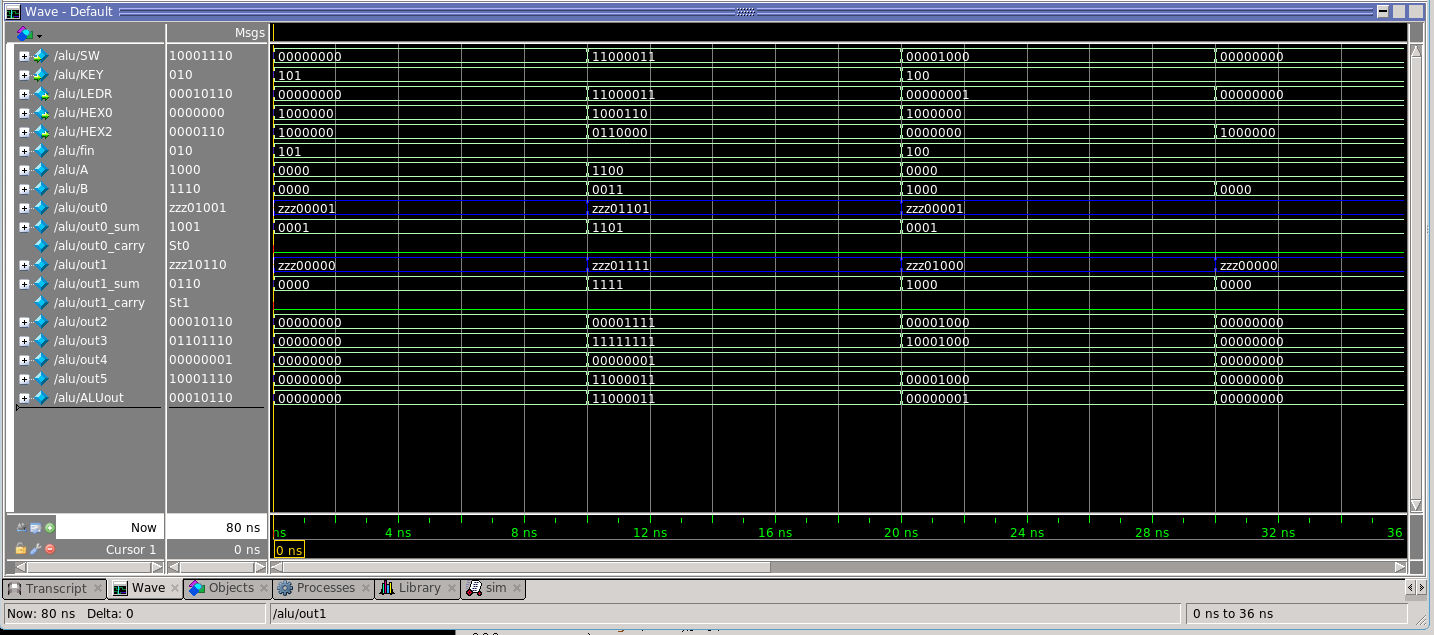 Wave - Default
Msgs
/alu/SW 10001110 00000000 11000011 00001000 00000000
/alu/KEY 010 101 100
/alu/LEDR 00010110 00000000 11000011 00000001 00000000
/alu/HEX0 0000000 1000000 1000110 1000000
/alu/HEX2 0000110 1000000 0110000 0000000 1000000
/alu/fin 010 101 100
/alu/A 1000 0000 1100 0000
/alu/B 1110 0000 0011 1000 0000
/alu/out0 zzz01001 zzz00001 zzz01101 zzz00001
/alu/out0_sum 1001 0001 1101 0001
/alu/out0_carry St0
/alu/out1 zzz10110 zzz00000 zzz01111 zzz01000 zzz00000
/alu/out1_sum 0110 0000 1111 1000 0000
/alu/out1_carry St1
/alu/out2 00010110 00000000 00001111 00001000 00000000
/alu/out3 01101110 00000000 11111111 10001000 00000000
/alu/out4 00000001 00000000 00000001 00000000
/alu/out5 10001110 00000000 11000011 00001000 00000000
/alu/ALUout 00010110 00000000 11000011 00000001 00000000
Now 80 ns ns 4 ns 8 ns 12 ns 16 ns 20 ns 24 ns 28 ns 32 ns 36
Cursor 1 0 ns 0 ns
Transcript Wave Objects Processes Library sim
Now: 80 ns Delta: 0 /alu/out1 0 ns to 36 ns